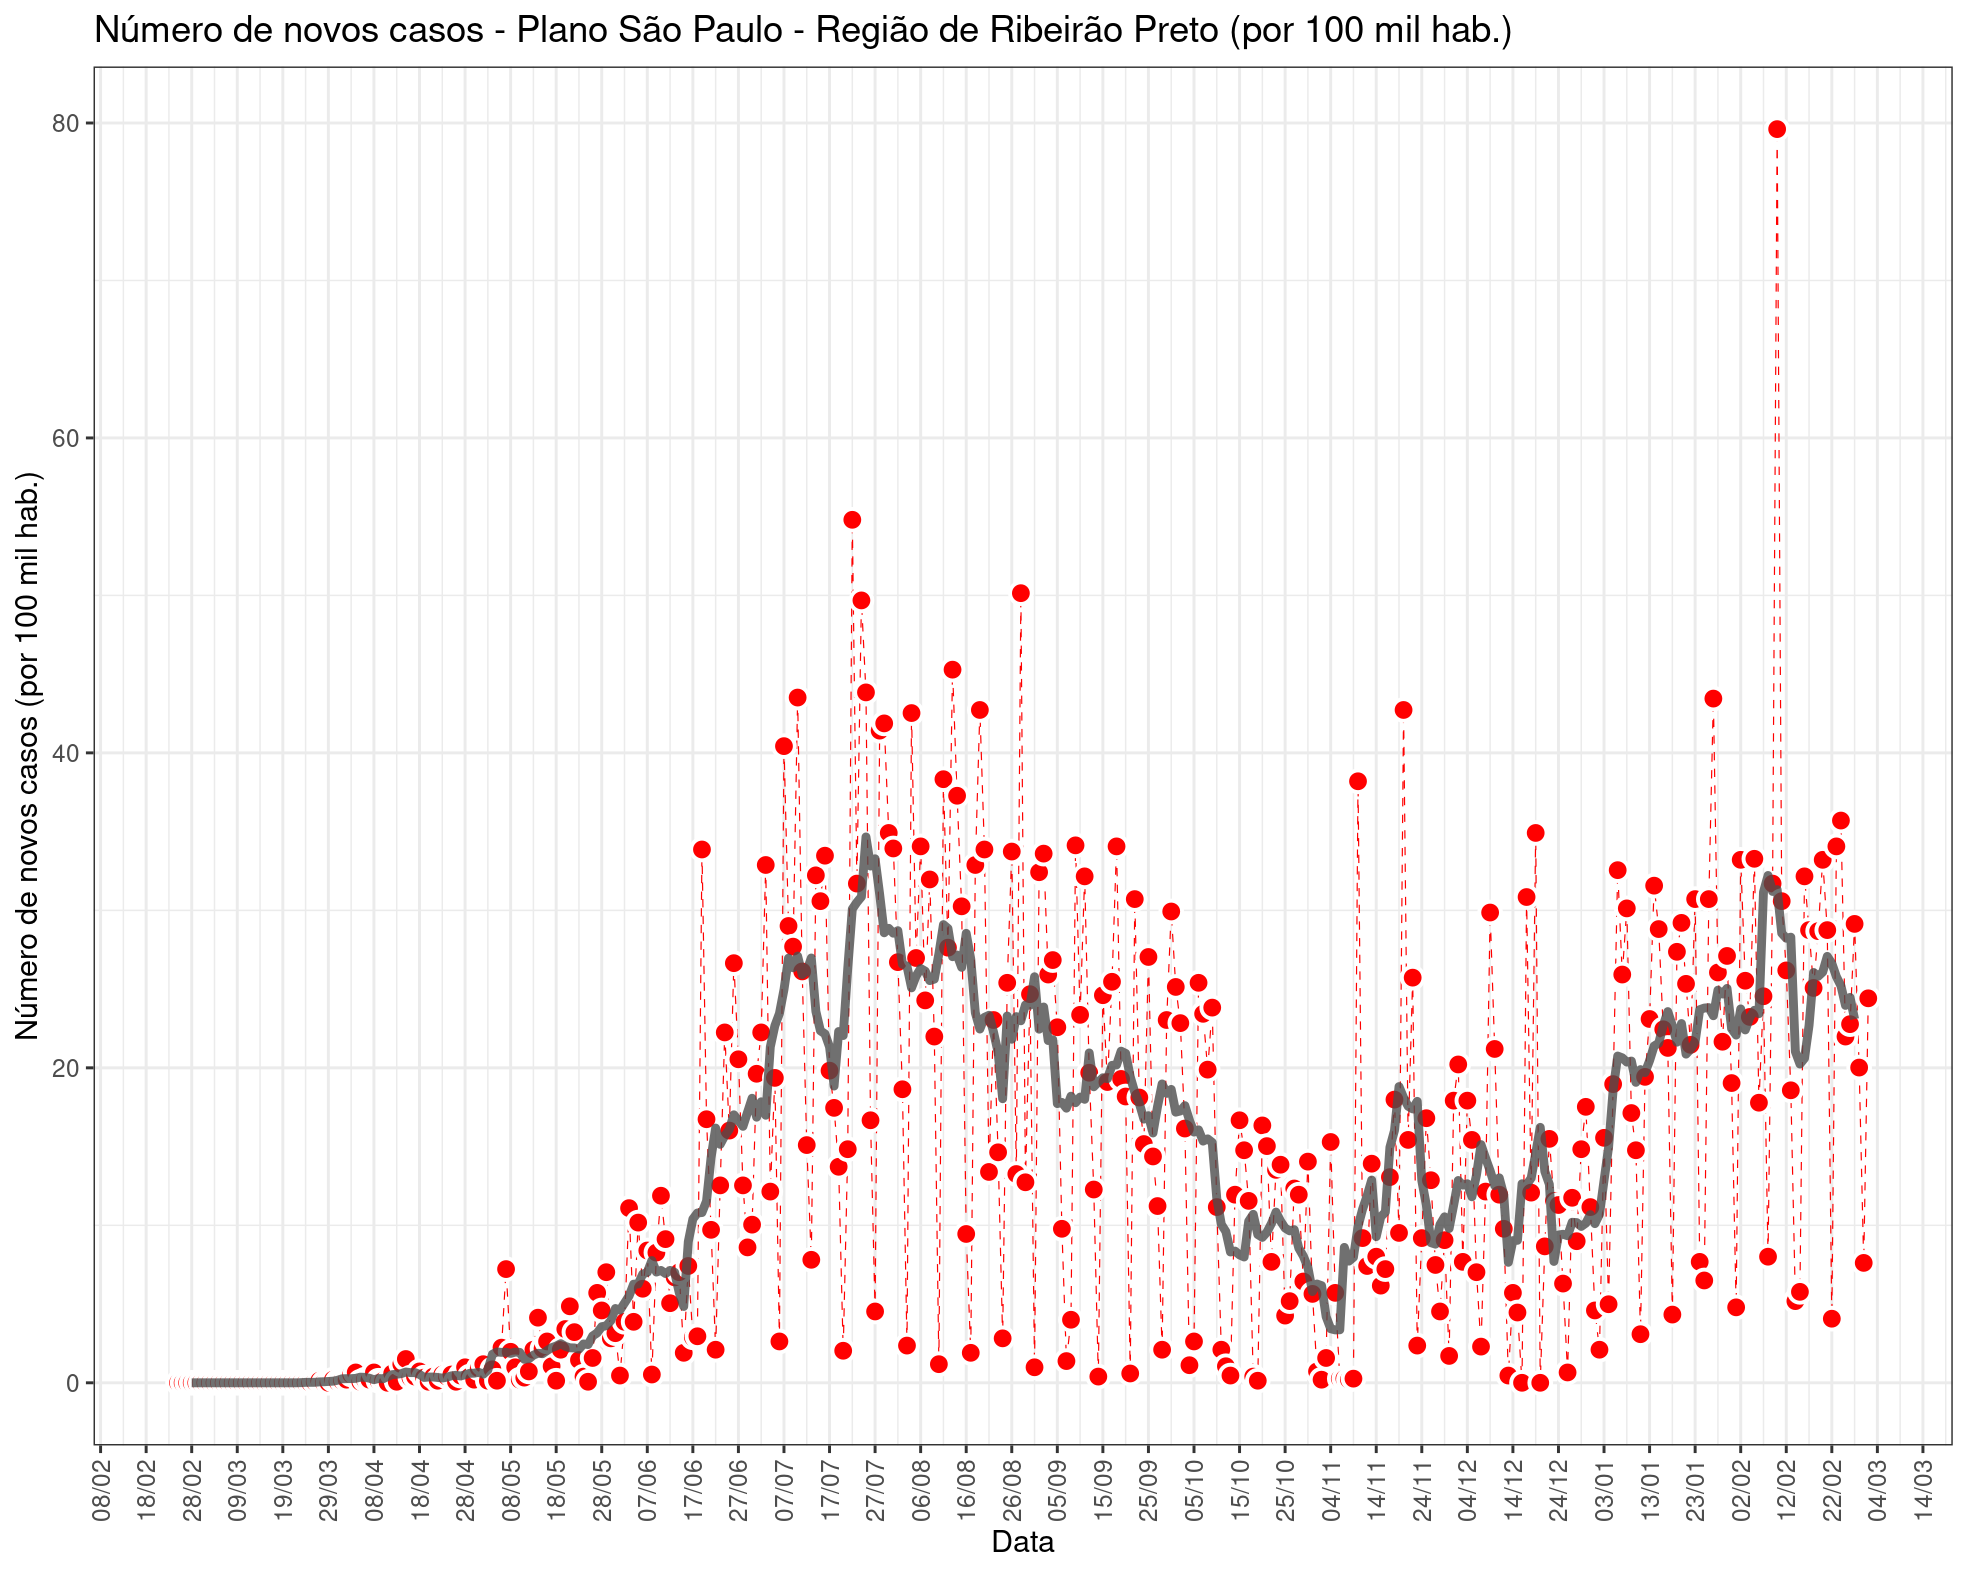 Número de novos casos - Plano São Paulo - Região de Ribeirão Preto (por 100 mil hab.)
Número de novos casos (por 100 mil hab.)
80
60
40
20
0
08/02 18/02 28/02 09/03 19/03 29/03 08/04 18/04 28/04 08/05 18/05 28/05 07/06 17/06 27/06 07/07 17/07 27/07 06/08 16/08 26/08 05/09 15/09 25/09 05/10 15/10 25/10 04/11 14/11 24/11 04/12 14/12 24/12 03/01 13/01 23/01 02/02 12/02 22/02 04/03 14/03
Data